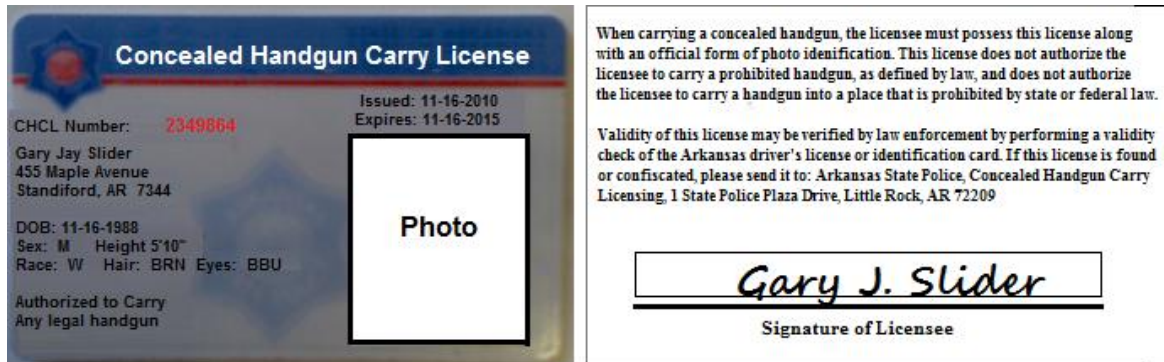 Concealed Handgun Carry License
Issued: 11-16-2010
Expires: 11-16-2015
CHCL Number: 2349864
Gary Jay Slider
455 Maple Avenue
Standiford, AR 7344
DOB: 11-16-1988
Sex: M Height 5'10"
Race: W Hair: BRN Eyes: BBU
Authorized to Carry
Any legal handgun
Photo
When carrying a concealed handgun, the licensee must possess this license along
with an official form of photo idenification. This license does not authorize the
licensee to carry a prohibited handgun, as defined by law, and does not authorize
the licensee to carry a handgun into a place that is prohibited by state or federal law.
Validity of this license may be verified by law enforcement by performing a validity
check of the Arkansas driver's license or identification card. If this license is found
or confiscated, please send it to: Arkansas State Police, Concealed Handgun Carry
Licensing, 1 State Police Plaza Drive, Little Rock, AR 72209
Gary J. Slider
Signature of Licensee